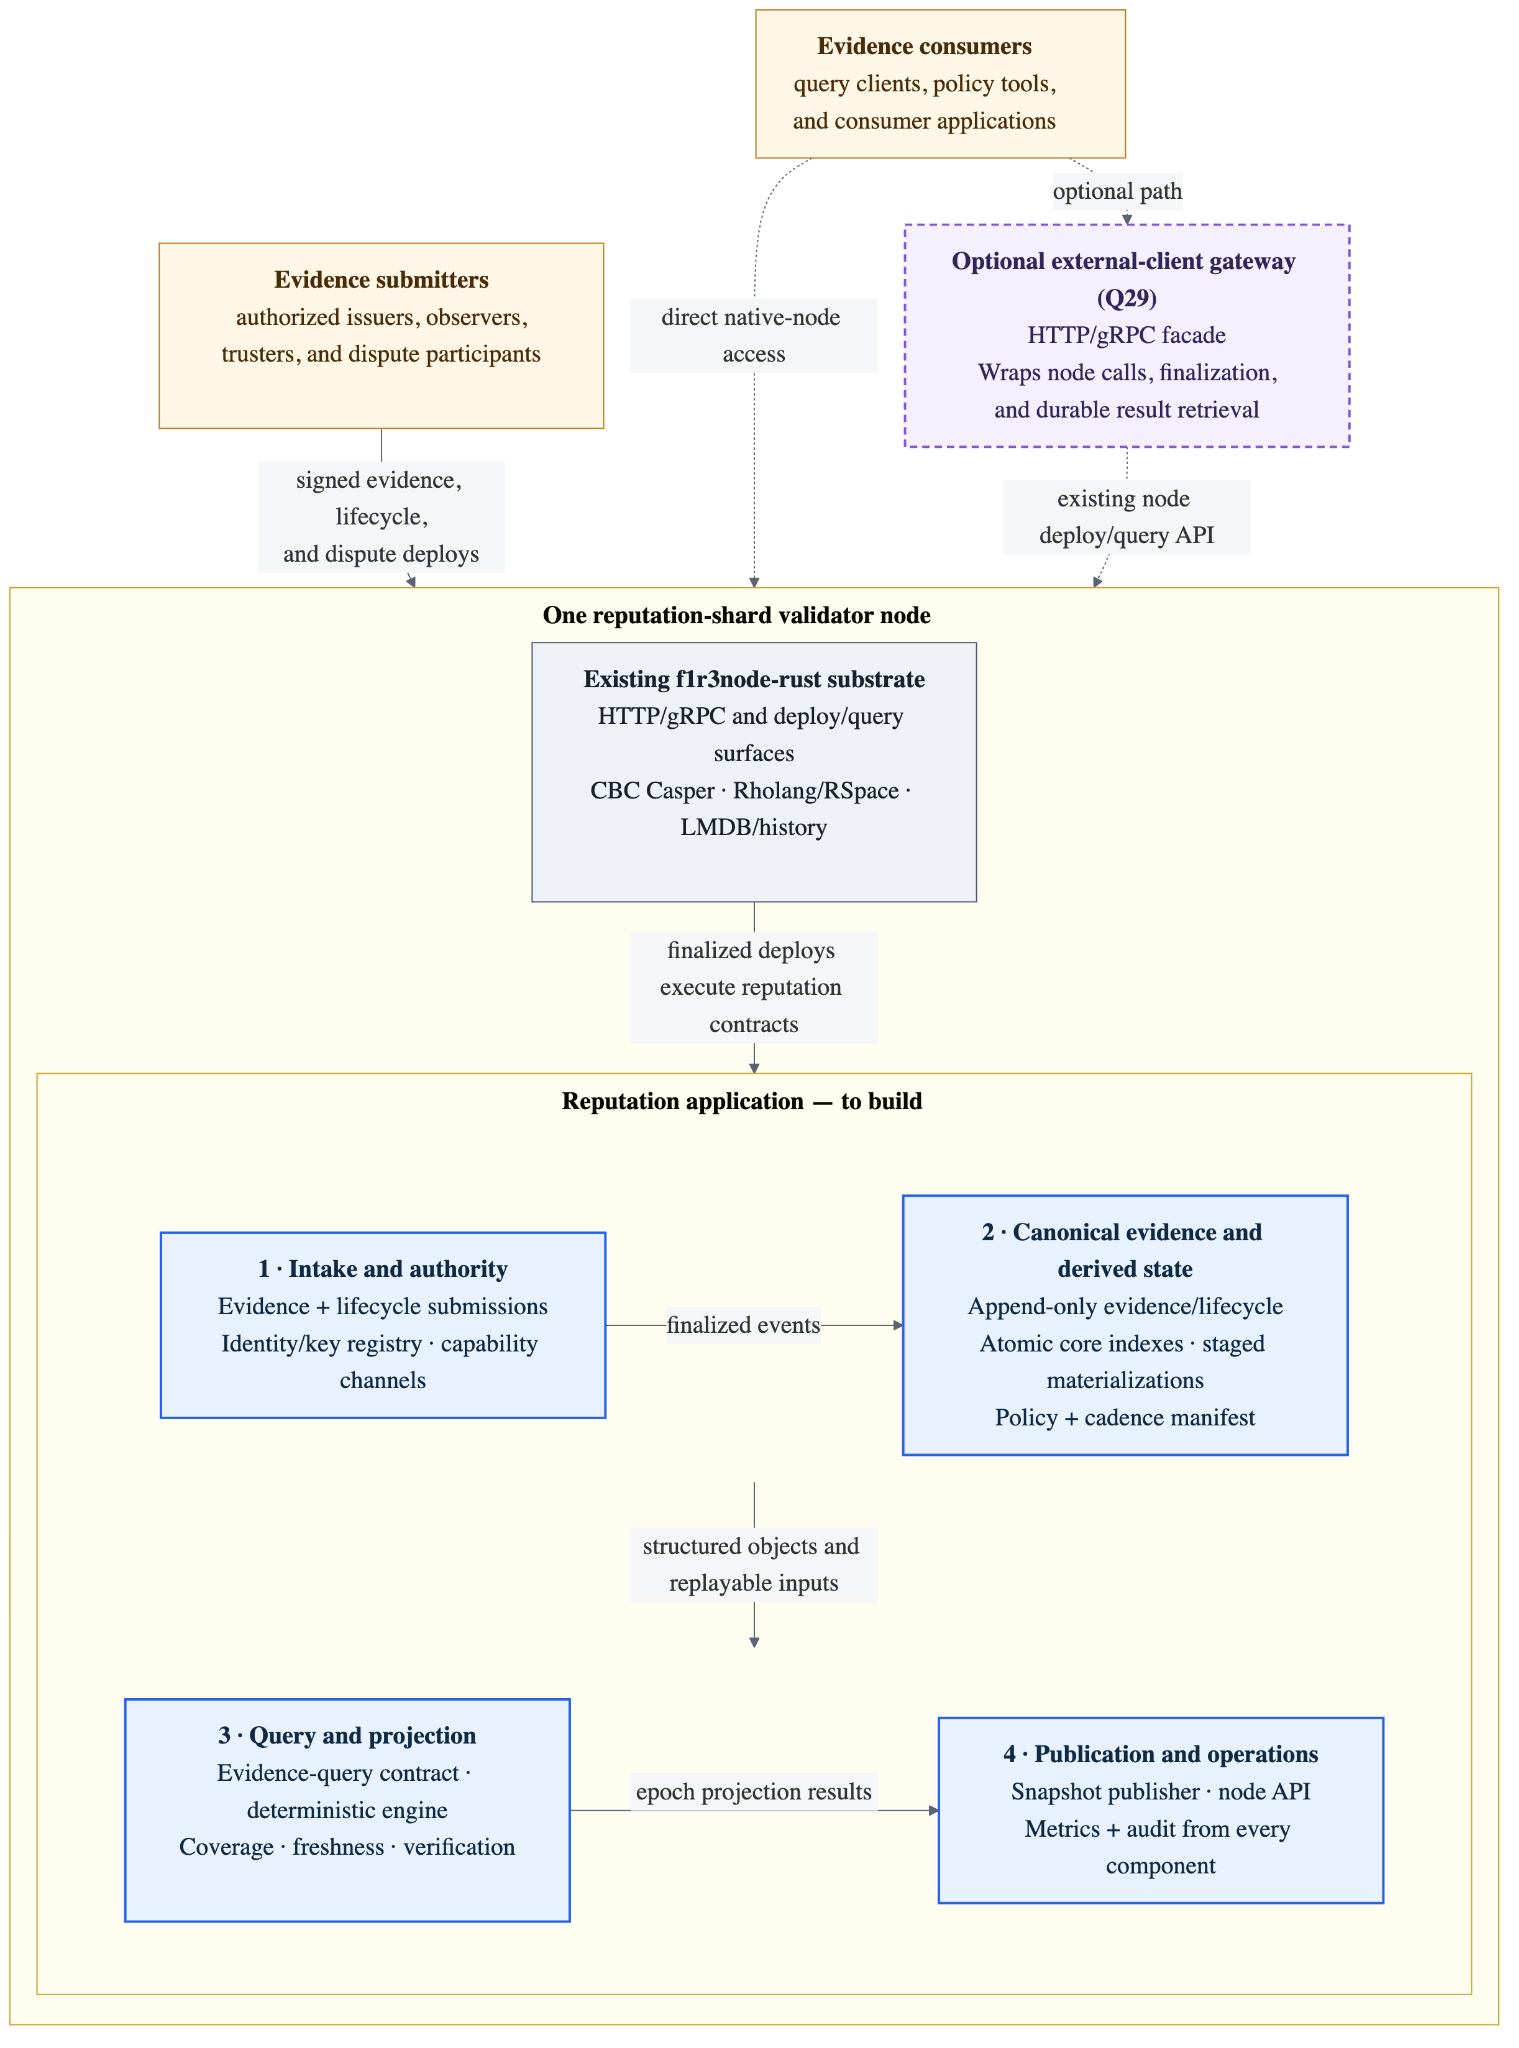 Evidence consumers
query clients, policy tools,
and consumer applications
optional path
Evidence submitters
authorized issuers, observers,
trusters, and dispute participants
direct native-node
access
Optional external-client gateway
(Q29)
HTTP/gRPC facade
Wraps node calls, finalization,
and durable result retrieval
signed evidence,
lifecycle,
and dispute deploys
existing node
deploy/query API
One reputation-shard validator node
Existing f1r3node-rust substrate
HTTP/gRPC and deploy/query
surfaces
CBC Casper · Rholang/RSpace ·
LMDB/history
finalized deploys
execute reputation
contracts
Reputation application — to build
1 · Intake and authority
Evidence + lifecycle submissions
Identity/key registry · capability
channels
finalized events
2 · Canonical evidence and
derived state
Append-only evidence/lifecycle
Atomic core indexes · staged
materializations
Policy + cadence manifest
structured objects and
replayable inputs
3 · Query and projection
Evidence-query contract ·
deterministic engine
Coverage · freshness · verification
epoch projection results
4 · Publication and operations
Snapshot publisher · node API
Metrics + audit from every
component